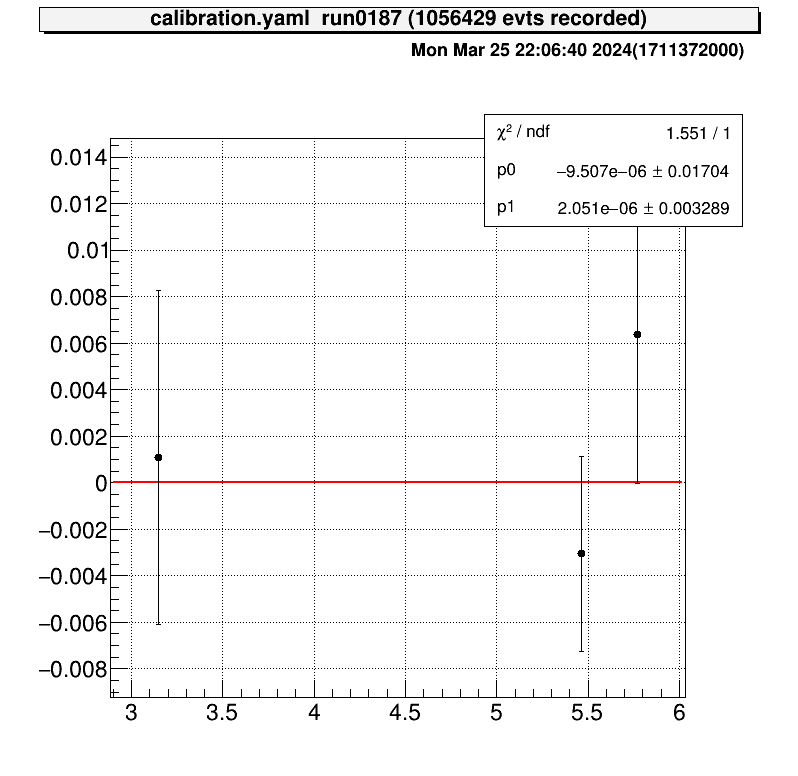 calibration.yaml  run0187 (1056429 evts recorded)
Mon Mar 25 22:06:40 2024(1711372000)
χ² / ndf 1.551 / 1
p0 −9.507e−06 ± 0.01704
p1 2.051e−06 ± 0.003289
0.014
0.012
0.01
0.008
0.006
0.004
0.002
0
−0.002
−0.004
−0.006
−0.008
3 3.5 4 4.5 5 5.5 6